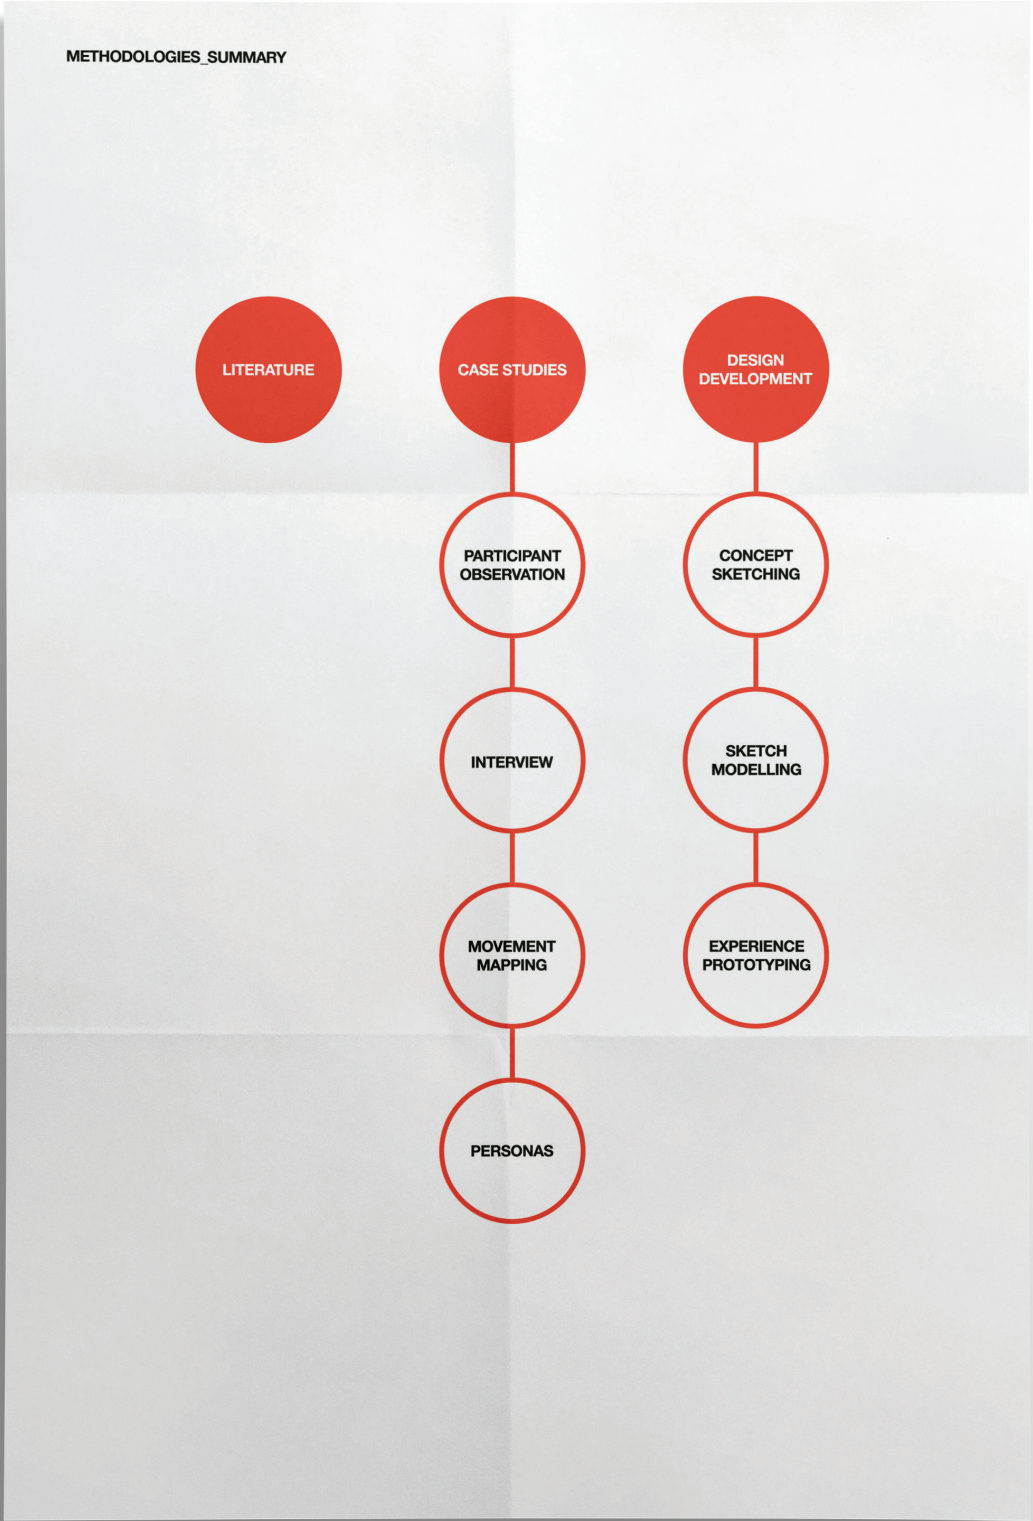 METHODOLOGIES_SUMMARY
LITERATURE
CASE STUDIES
DESIGN
DEVELOPMENT
PARTICIPANT
OBSERVATION
CONCEPT
SKETCHING
INTERVIEW
SKETCH
MODELLING
MOVEMENT
MAPPING
EXPERIENCE
PROTOTYPING
PERSONAS